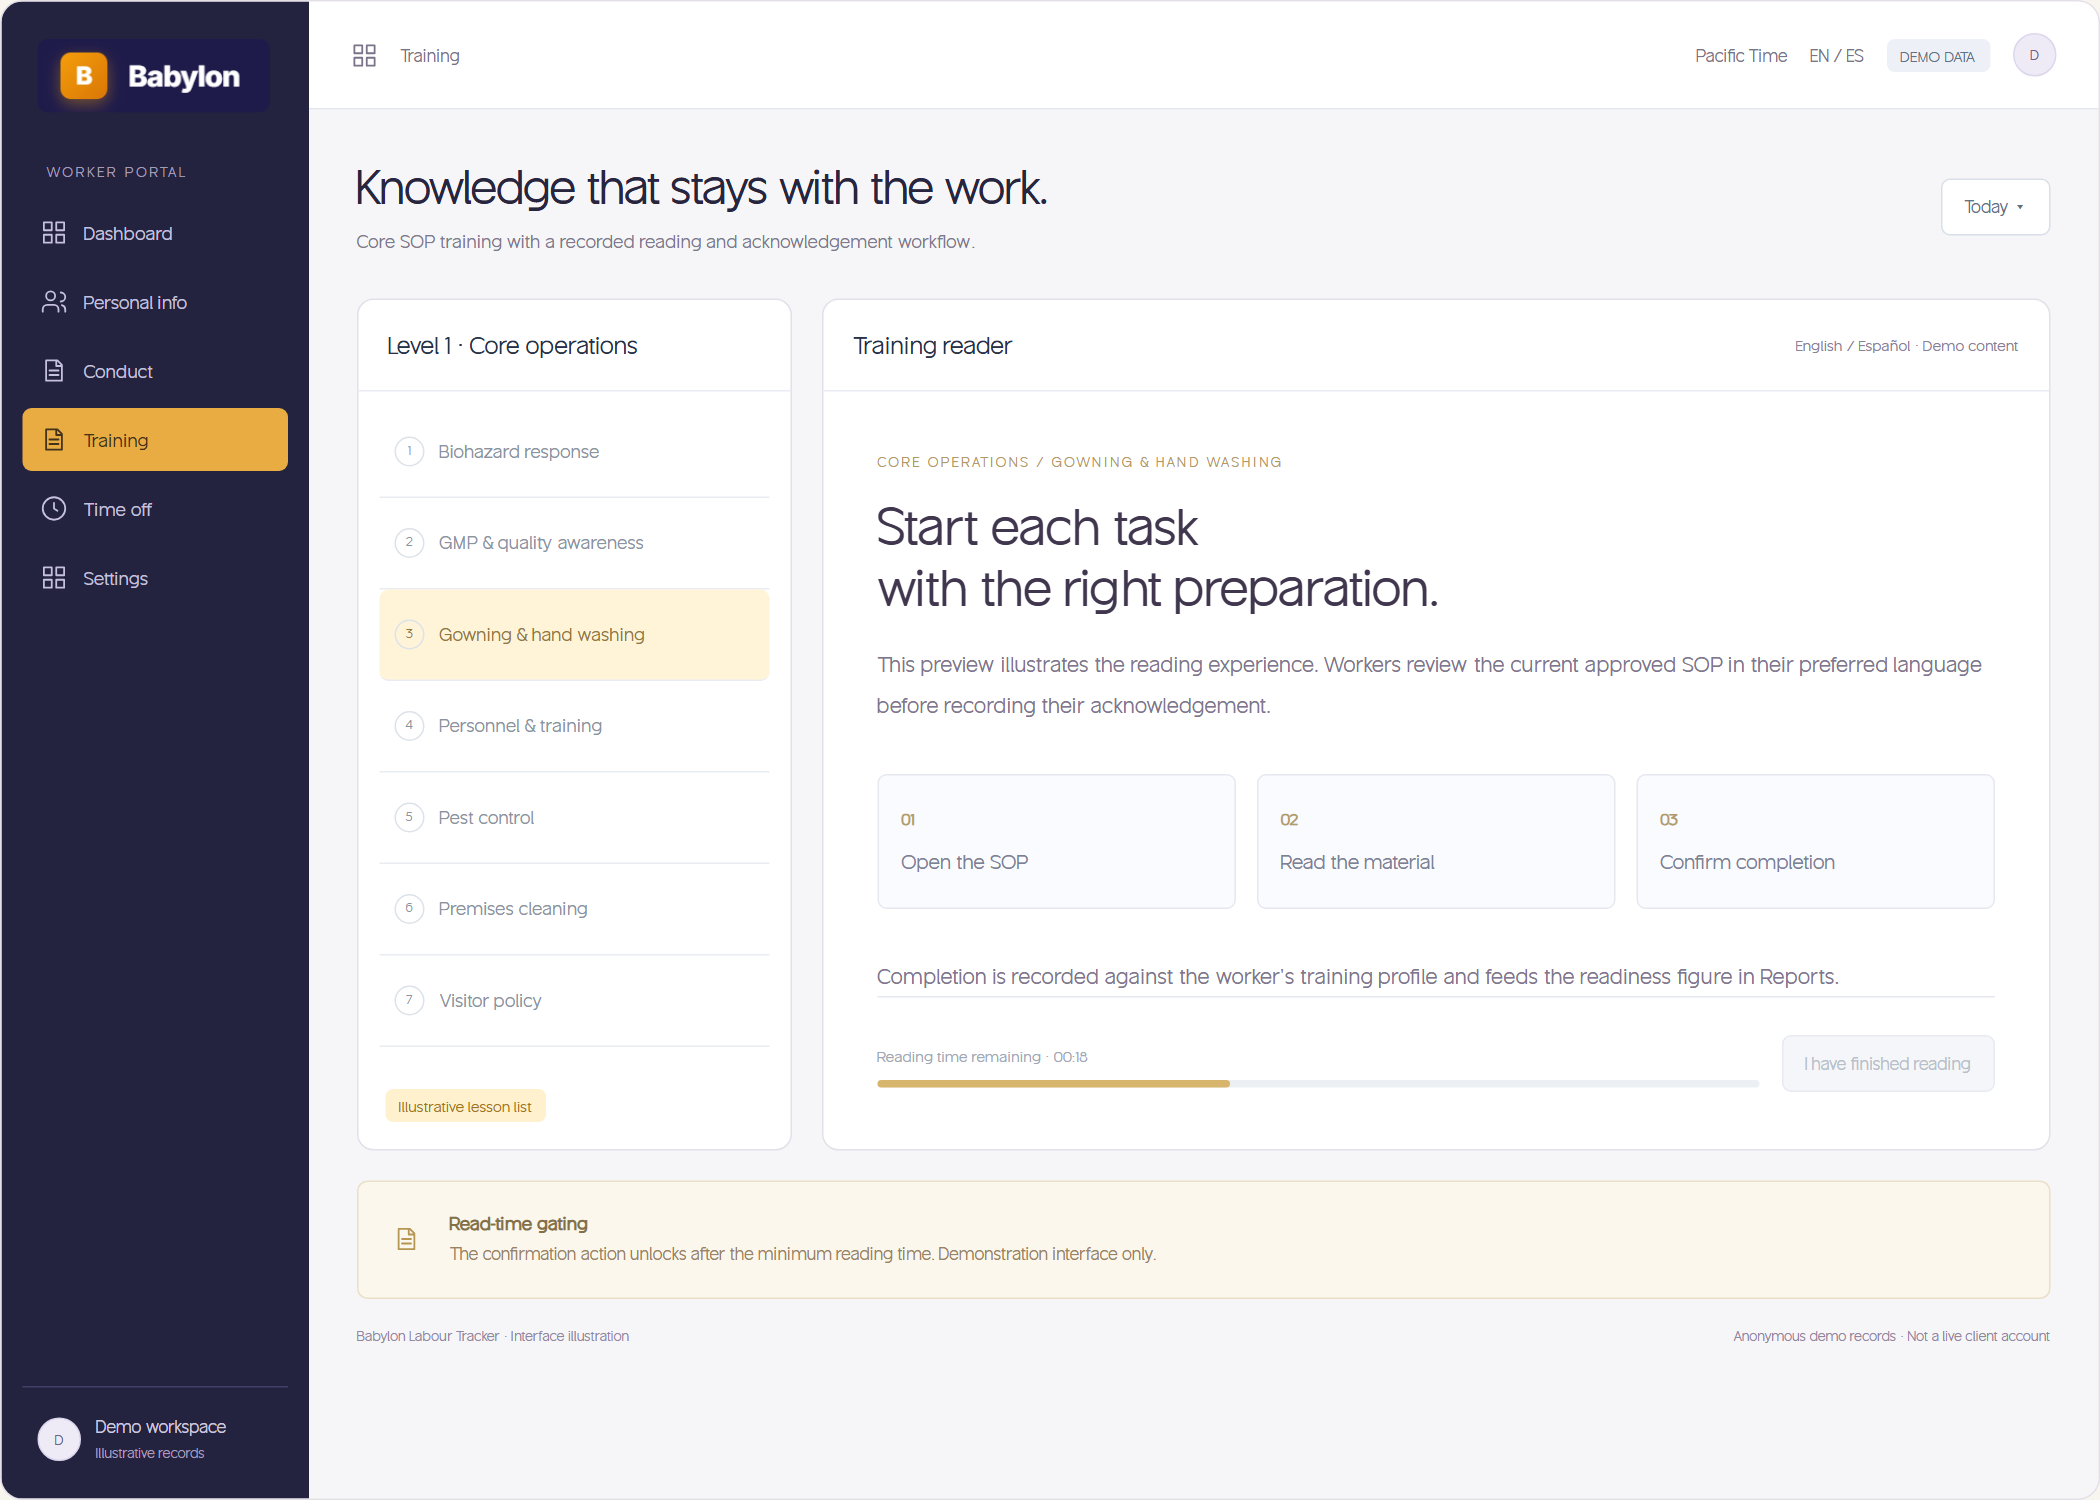 B Babylon
WORKER PORTAL
Dashboard
Personal info
Conduct
Training
Time off
Settings
Demo workspace
D
Illustrative records
Training
Pacific Time EN / ES DEMO DATA D
Knowledge that stays with the work.
Core SOP training with a recorded reading and acknowledgement workflow.
Today
Level 1 · Core operations
1 Biohazard response
2 GMP & quality awareness
3 Gowning & hand washing
4 Personnel & training
5 Pest control
6 Premises cleaning
7 Visitor policy
Illustrative lesson list
Training reader
English / Español · Demo content
CORE OPERATIONS / GOWNING & HAND WASHING
Start each task
with the right preparation.
This preview illustrates the reading experience. Workers review the current approved SOP in their preferred language
before recording their acknowledgement.
01
Open the SOP
02
Read the material
03
Confirm completion
Completion is recorded against the worker's training profile and feeds the readiness figure in Reports.
Reading time remaining · 00:18
I have finished reading
Read-time gating
The confirmation action unlocks after the minimum reading time. Demonstration interface only.
Babylon Labour Tracker · Interface illustration
Anonymous demo records · Not a live client account